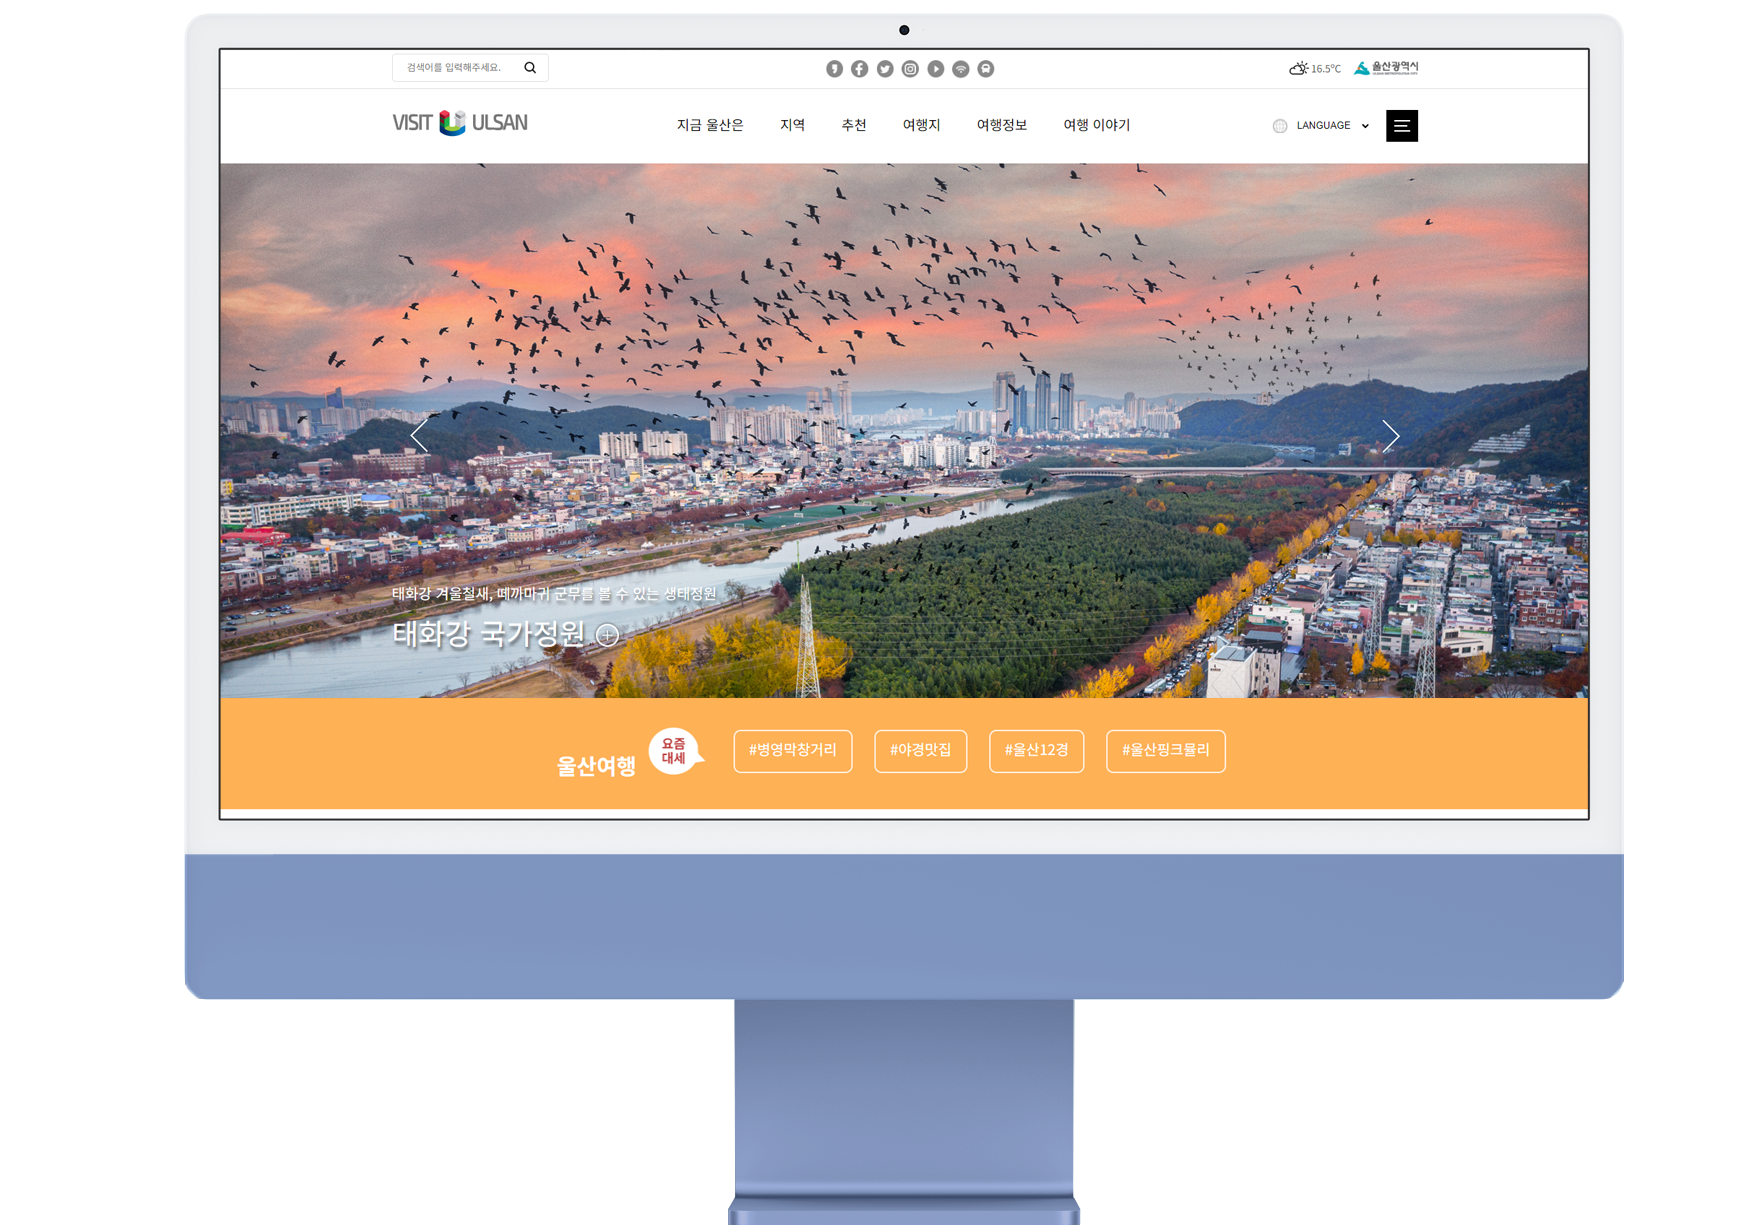 검색어를 입력해주세요.
16.5℃
울산광역시
VISIT ULSAN
지금 울산은
지역
추천
여행지
여행정보
여행 이야기
LANGUAGE
태화강 겨울철새, 떼까마귀 군무를 볼 수 있는 생태정원
태화강 국가정원
울산여행
요즘
대세
#병영막창거리
#야경맛집
#울산12경
#울산핑크뮬리